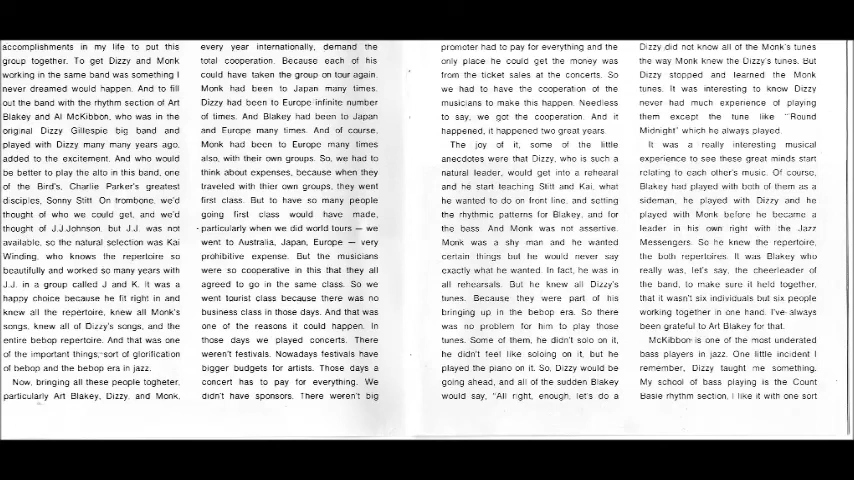 accomplishments in my life to put this
group together. To get Dizzy and Monk
working in the same band was something I
never dreamed would happen. And to fill
out the band with the rhythm section of Art
Blakey and Al McKibbon, who was in the
original Dizzy Gillespie big band and
played with Dizzy many many years ago,
added to the excitement. And who would
be better to play the alto in this band, one
of the Bird's, Charlie Parker's greatest
disciples, Sonny Stitt. On trombone, we'd
thought of who we could get, and we'd
thought of J.J.Johnson, but J.J. was not
available, so the natural selection was Kai
Winding, who knows the repertoire so
beautifully and worked so many years with
J.J. in a group called J and K. It was a
happy choice because he fit right in and
knew all the repertoire, knew all Monk's
songs, knew all of Dizzy's songs, and the
entire bebop repertoire. And that was one
of the important things, sort of glorification
of bebop and the bebop era in jazz.
Now, bringing all these people togheter,
particularly Art Blakey, Dizzy, and Monk,
every year internationally, demand the
total cooperation. Because each of his
could have taken the group on tour again.
Monk had been to Japan many times.
Dizzy had been to Europe infinite number
of times. And Blakey had been to Japan
and Europe many times. And of course,
Monk had been to Europe many times
also, with their own groups. So, we had to
think about expenses, because when they
traveled with thier own groups, they went
first class. But to have so many people
going first class would have made,
particularly when we did world tours — we
went to Australia, Japan, Europe — very
prohibitive expense. But the musicians
were so cooperative in this that they all
agreed to go in the same class. So we
went tourist class because there was no
business class in those days. And that was
one of the reasons it could happen. In
those days we played concerts. There
weren't festivals. Nowadays festivals have
bigger budgets for artists. Those days a
concert has to pay for everything. We
didn't have sponsors. There weren't big
promoter had to pay for everything and the
only place he could get the money was
from the ticket sales at the concerts. So
we had to have the cooperation of the
musicians to make this happen. Needless
to say, we got the cooperation. And it
happened, it happened two great years.
The joy of it, some of the little
anecdotes were that Dizzy, who is such a
natural leader, would get into a rehearal
and he start teaching Stitt and Kai, what
he wanted to do on front line, and setting
the rhythmic patterns for Blakey, and for
the bass. And Monk was not assertive.
Monk was a shy man and he wanted
certain things but he would never say
exactly what he wanted. In fact, he was in
all rehearsals. But he knew all Dizzy's
tunes. Because they were part of his
bringing up in the bebop era. So there
was no problem for him to play those
tunes. Some of them, he didn't solo on it,
he didn't feel like soloing on it, but he
played the piano on it. So, Dizzy would be
going ahead, and all of the sudden Blakey
would say, "All right, enough, let's do a
Dizzy did not know all of the Monk's tunes
the way Monk knew the Dizzy's tunes. But
Dizzy stopped and learned the Monk
tunes. It was interesting to know Dizzy
never had much experience of playing
them except the tune like "Round
Midnight" which he always played.
It was a really interesting musical
experience to see these great minds start
relating to each other's music. Of course,
Blakey had played with both of them as a
sideman, he played with Dizzy and he
played with Monk before he became a
leader in his own right with the Jazz
Messengers. So he knew the repertoire,
the both repertoires. It was Blakey who
really was, let's say, the cheerleader of
the band, to make sure it held together,
that it wasn't six individuals but six people
working together in one hand. I've always
been grateful to Art Blakey for that.
McKibbon is one of the most underated
bass players in jazz. One little incident I
remember, Dizzy taught me something.
My school of bass playing is the Count
Basie rhythm section, I like it with one sort